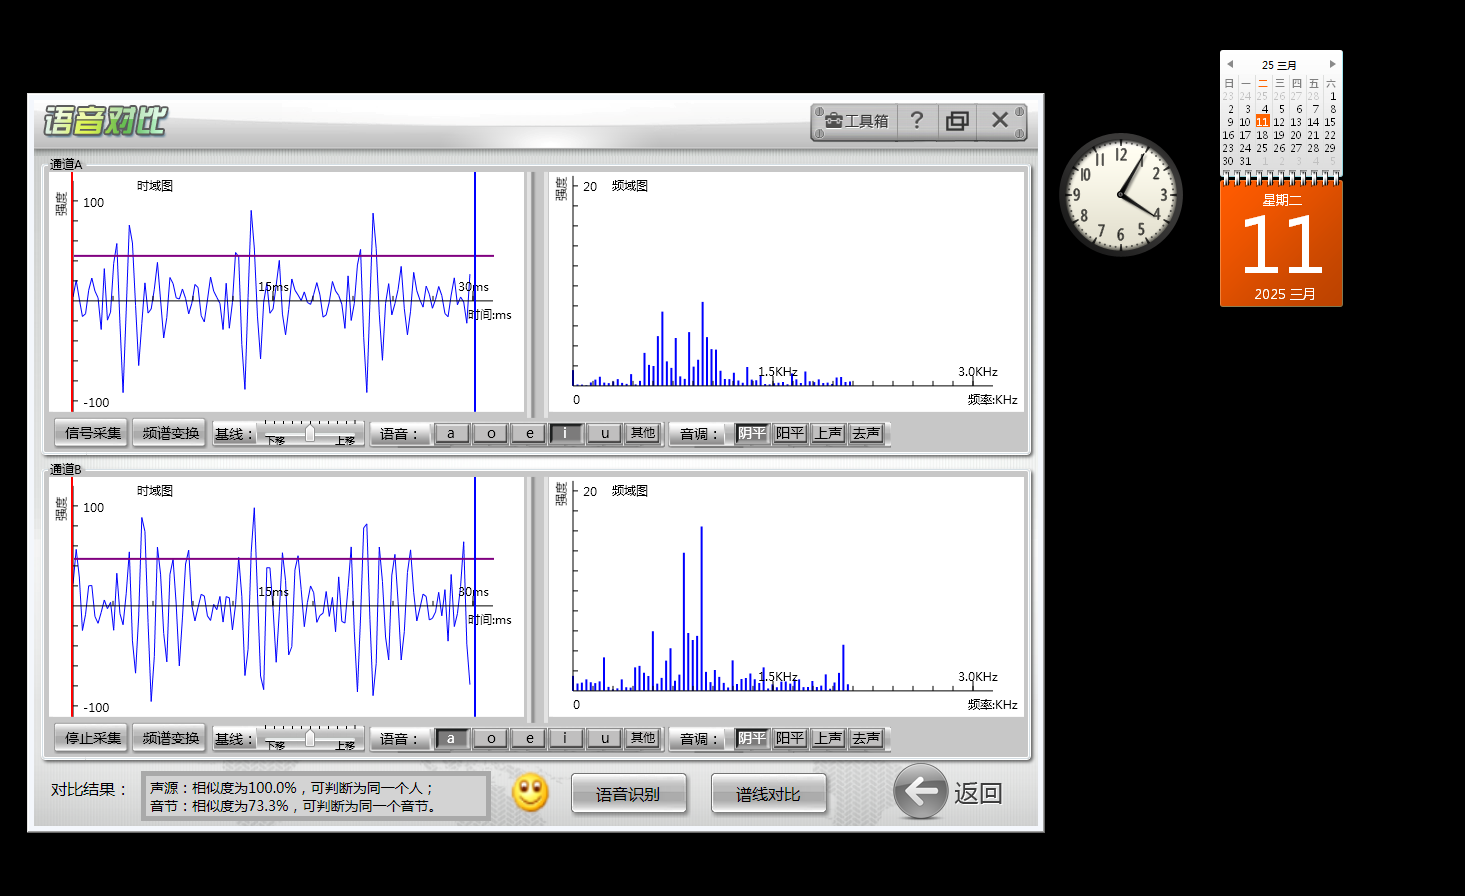 语音对比
工具箱 ?
通道A
强度
100
时域图
15ms
30ms
时间:ms
-100
强度
20
频域图
1.5KHz
3.0KHz
0
频率:KHz
信号采集 频谱变换 基线： 下移 上移 语音： a o e i u 其他 音调： 阴平 阳平 上声 去声
通道B
强度
100
时域图
15ms
30ms
时间:ms
-100
强度
20
频域图
1.5KHz
3.0KHz
0
频率:KHz
停止采集 频谱变换 基线： 下移 上移 语音： a o e i u 其他 音调： 阴平 阳平 上声 去声
对比结果：
声源：相似度为100.0%，可判断为同一个人；
音节：相似度为73.3%，可判断为同一个音节。
语音识别
谱线对比
返回
12
1
2
3
4
5
6
7
8
9
10
11
25 三月
日 一 二 三 四 五 六
23 24 25 26 27 28 1
2 3 4 5 6 7 8
9 10 11 12 13 14 15
16 17 18 19 20 21 22
23 24 25 26 27 28 29
30 31 1 2 3 4 5
星期二
11
2025 三月